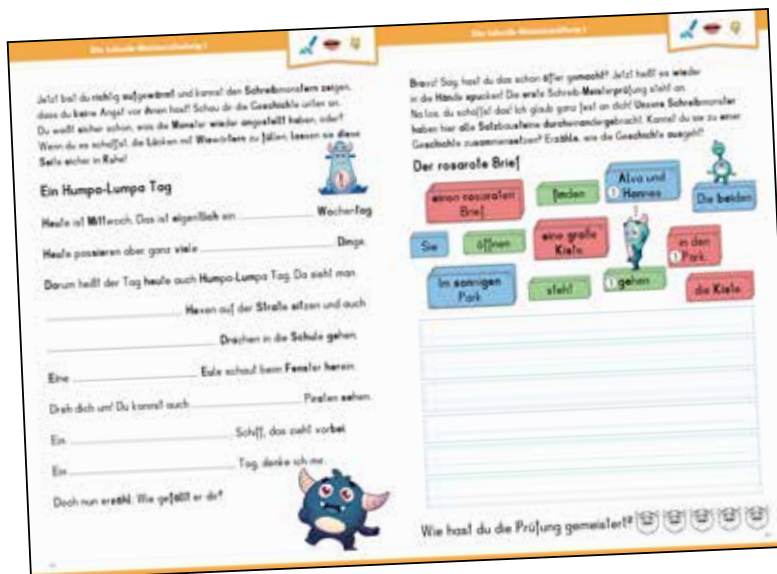 Die Schreib-Meisterprüfung 1
Jetzt bist du richtig aufgewärmt und kannst den Schreibmonstern zeigen,
dass du keine Angst vor ihnen hast! Schau dir die Geschichte unten an.
Du weißt sicher schon, was die Monster wieder angestellt haben, oder?
Wenn du es schaffst, die Lücken mit Wiewörtern zu füllen, lassen sie diese
Seite sicher in Ruhe!
Ein Humpa-Lumpa Tag
Heute ist Mittwoch. Das ist eigentlich ein Wochentag
Heute passieren aber ganz viele Dinge.
Darum heißt der Tag heute auch Humpa-Lumpa Tag. Da sieht man
Hexen auf der Straße sitzen und auch
Drachen in die Schule gehen.
Eine Eule schaut beim Fenster herein.
Dreh dich um! Du kannst auch Piraten sehen.
Ein Schiff, das zieht vorbei
Ein Tag, denke ich mir.
Doch nun erzähl: Wie gefällt er dir?
Die Schreib-Meisterprüfung 1
Bravo! Sag, hast du das schon öfter gemacht? Jetzt heißt es wieder
in die Hände spucken! Die erste Schreib-Meisterprüfung steht an.
Na los, du schaffst das! Ich glaub ganz fest an dich! Unsere Schreibmonster
haben hier alle Satzbausteine durcheinandergebracht. Kannst du sie zu einer
Geschichte zusammensetzen? Erzähle, wie die Geschichte ausgeht!
Der rosarote Brief
einen rosaroten
Brief.
finden
Alva und
Hannes
Die beiden
Sie
öffnen
eine große
Kiste.
in den
Park.
Im sonnigen
Park
steht
gehen
die Kiste.
Wie hast du die Prüfung gemeistert?